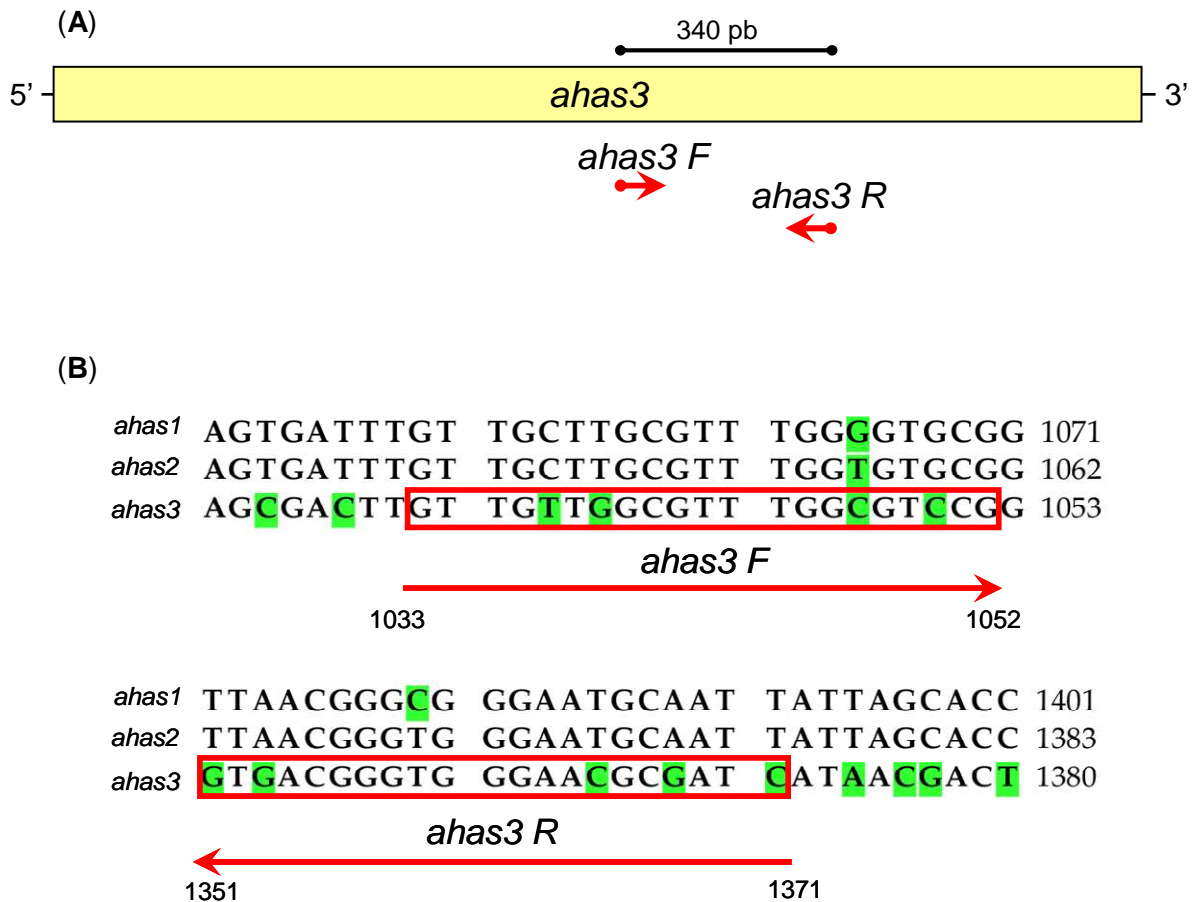 (A)
340 pb
5’ ahas3 3’
ahas3 F
ahas3 R
(B)
ahas1 AGTGATTTGT TGCTTGCGTT TGGGGTGCGG 1071
ahas2 AGTGATTTGT TGCTTGCGTT TGGTGTGCGG 1062
ahas3 AGCGACTTGT TGTTGGCGTT TGGCGTCCGG 1053
ahas3 F
1033 1052
ahas1 TTAACGGGCG GGAATGCAAT TATTAGCACC 1401
ahas2 TTAACGGGTG GGAATGCAAT TATTAGCACC 1383
ahas3 GTGACGGGTG GGAACGCGAT CATAACGACT 1380
ahas3 R
1351 1371